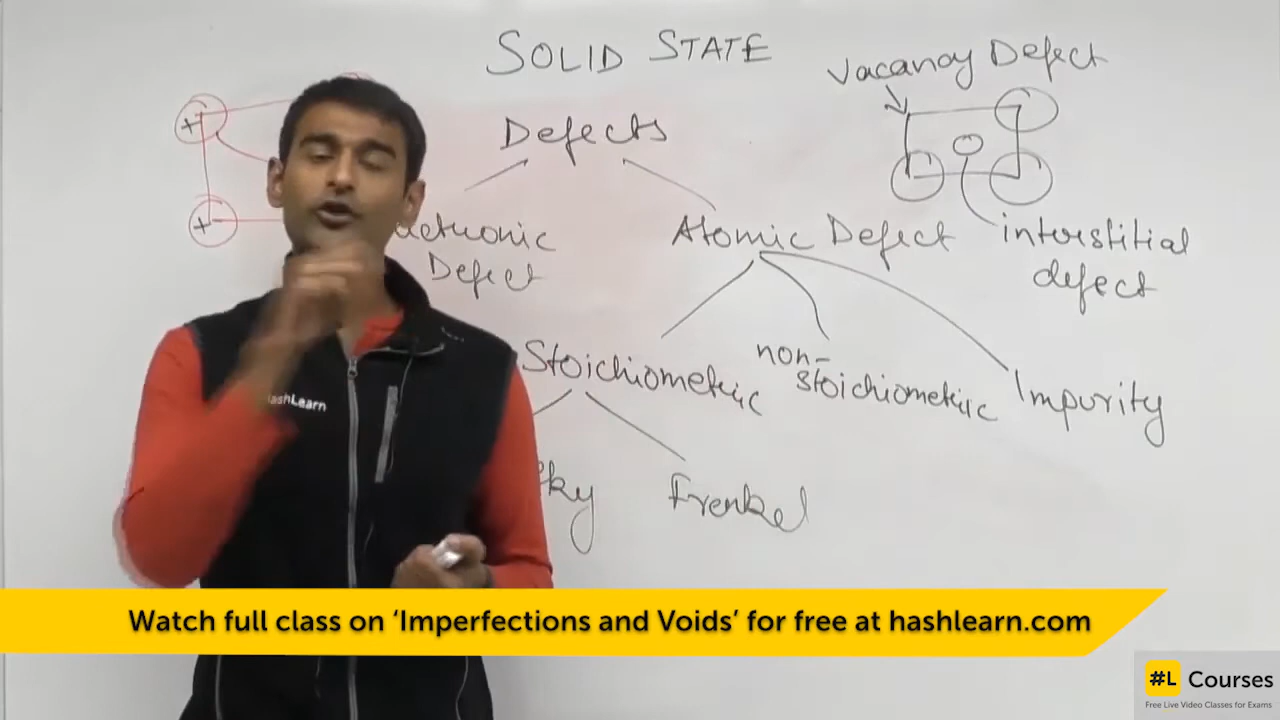 SOLID STATE
Vacancy Defect
Defects
+
+
Atomic Defect
interstitial
defect
Defect
Stoichiometric
non-
stoichiometric
Impurity
Frenkel
HashLearn
Watch full class on ‘Imperfections and Voids’ for free at hashlearn.com
#L Courses
Free Live Video Classes for Exams